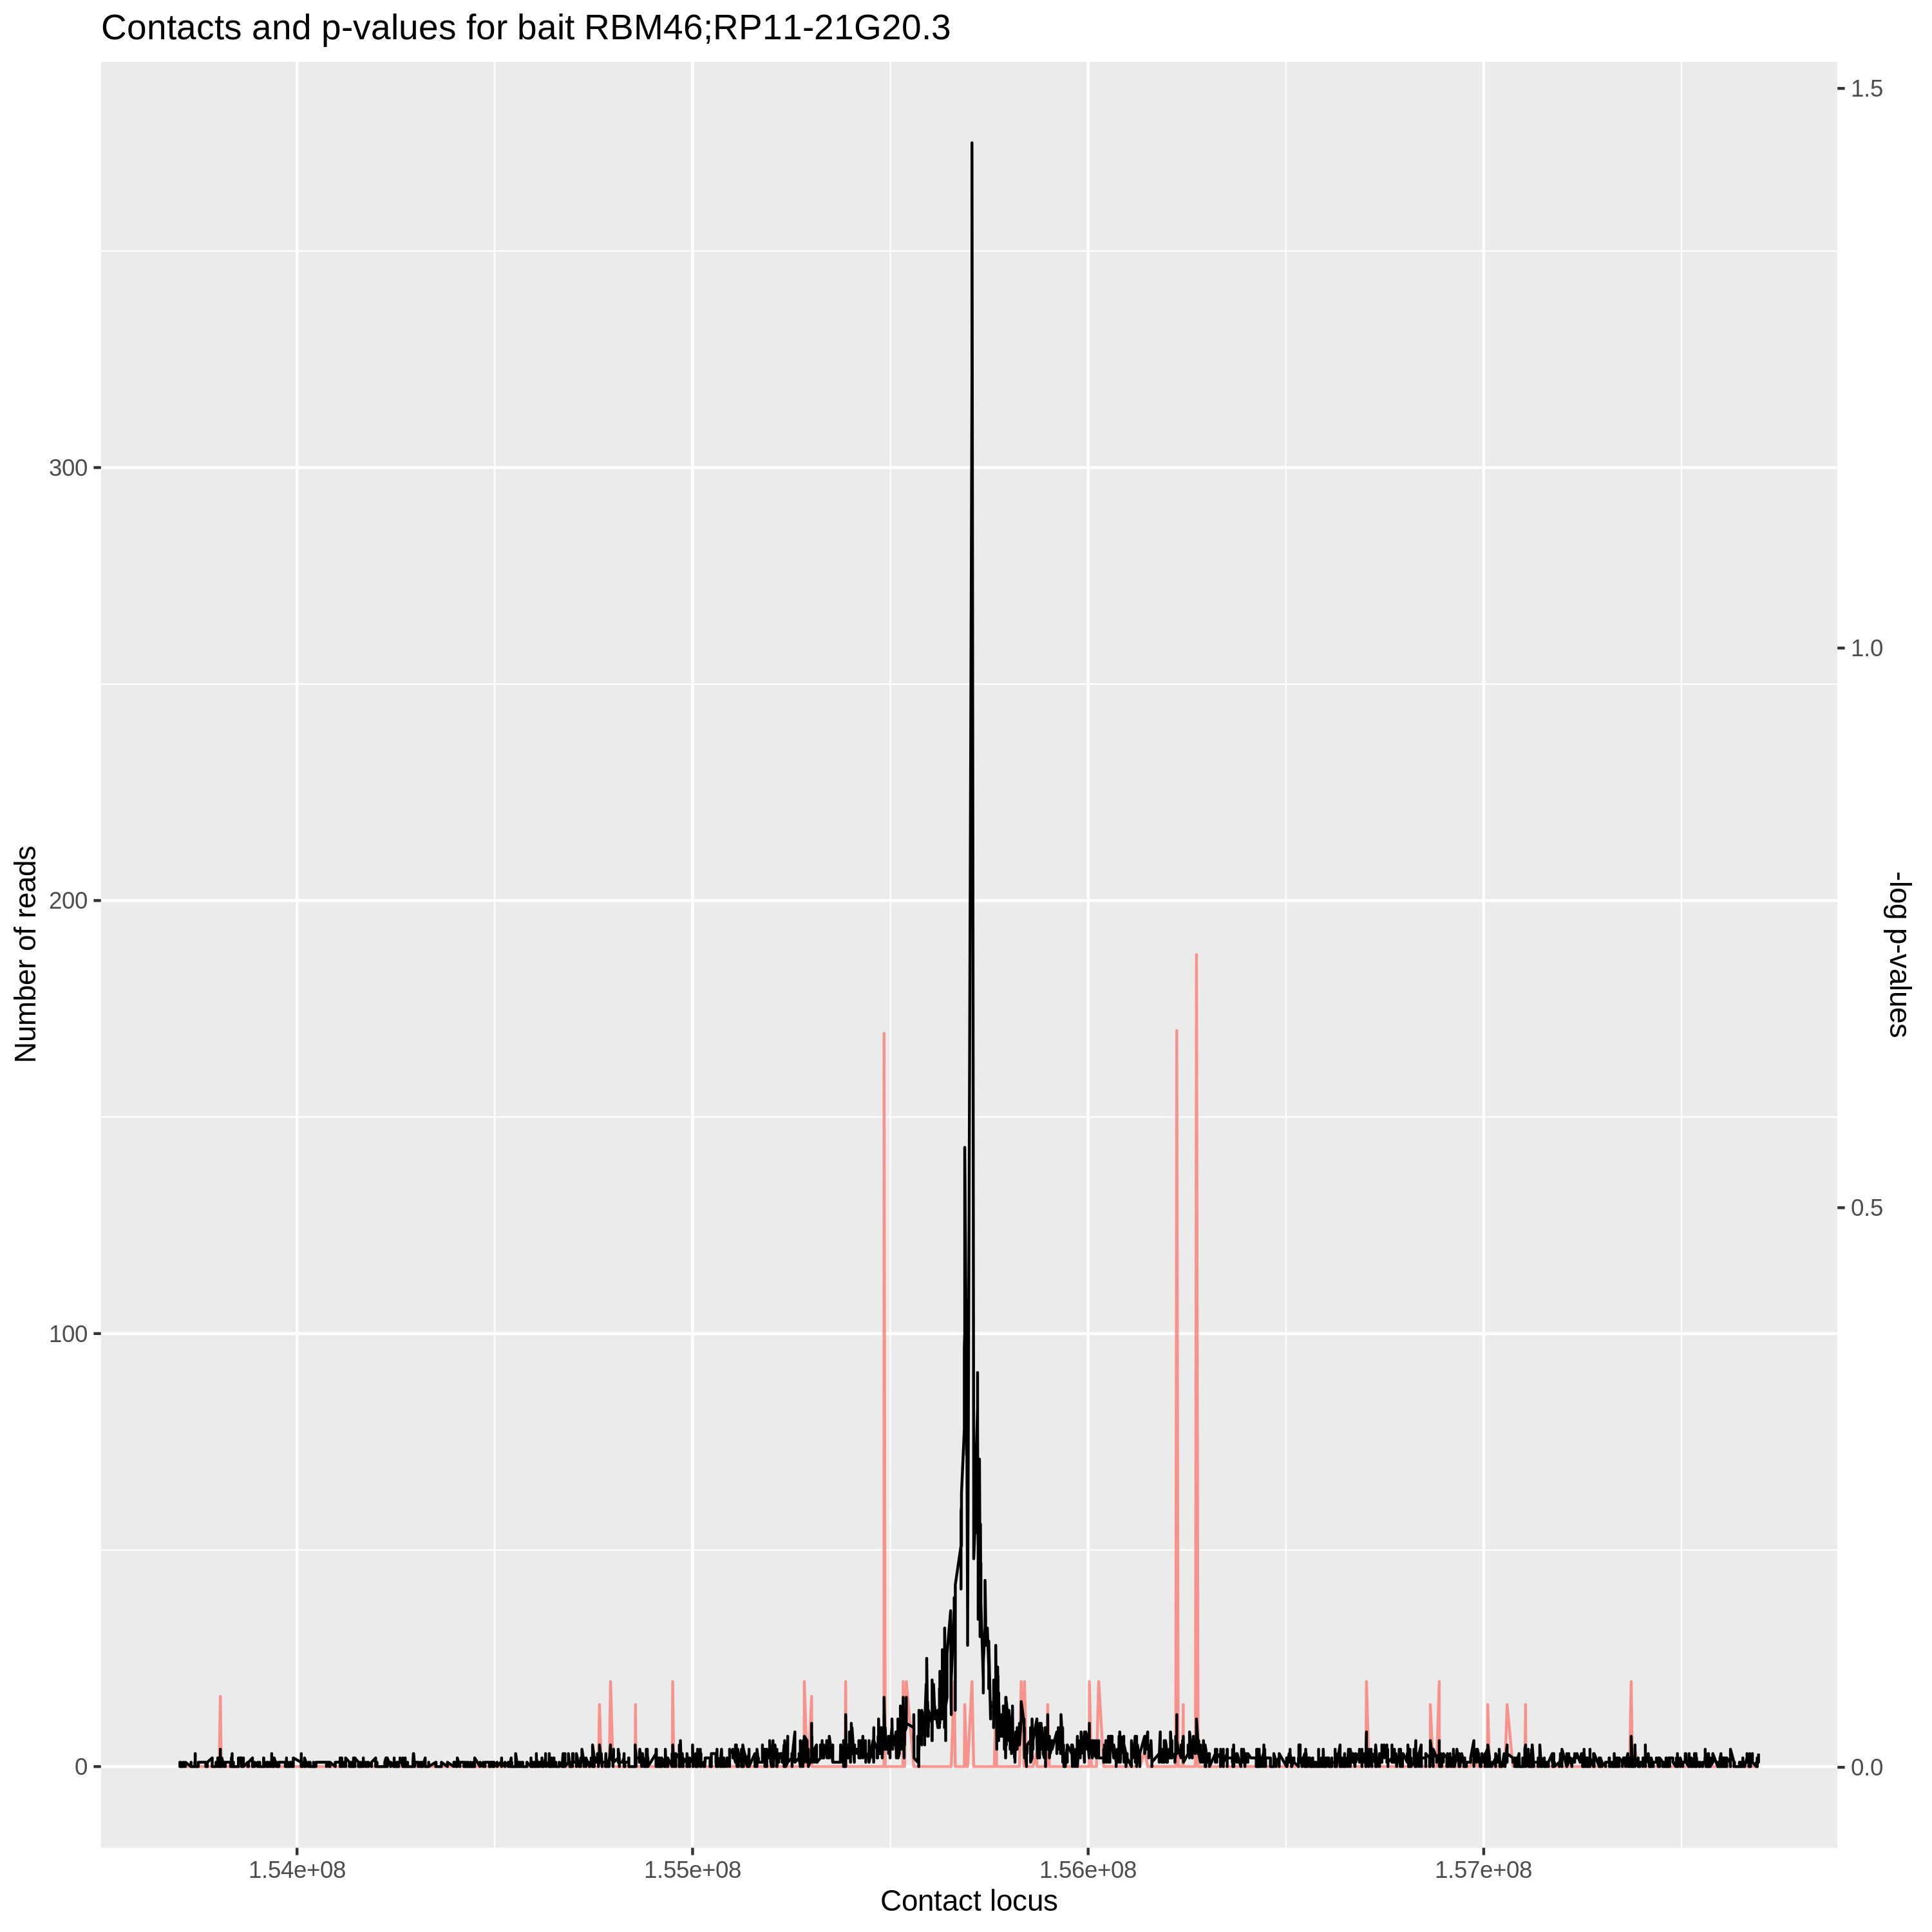 Contacts and p-values for bait RBM46;RP11-21G20.3
Number of reads
300
200
100
0
1.5
1.0
0.5
0.0
-log p-values
1.54e+08
1.55e+08
1.56e+08
1.57e+08
Contact locus